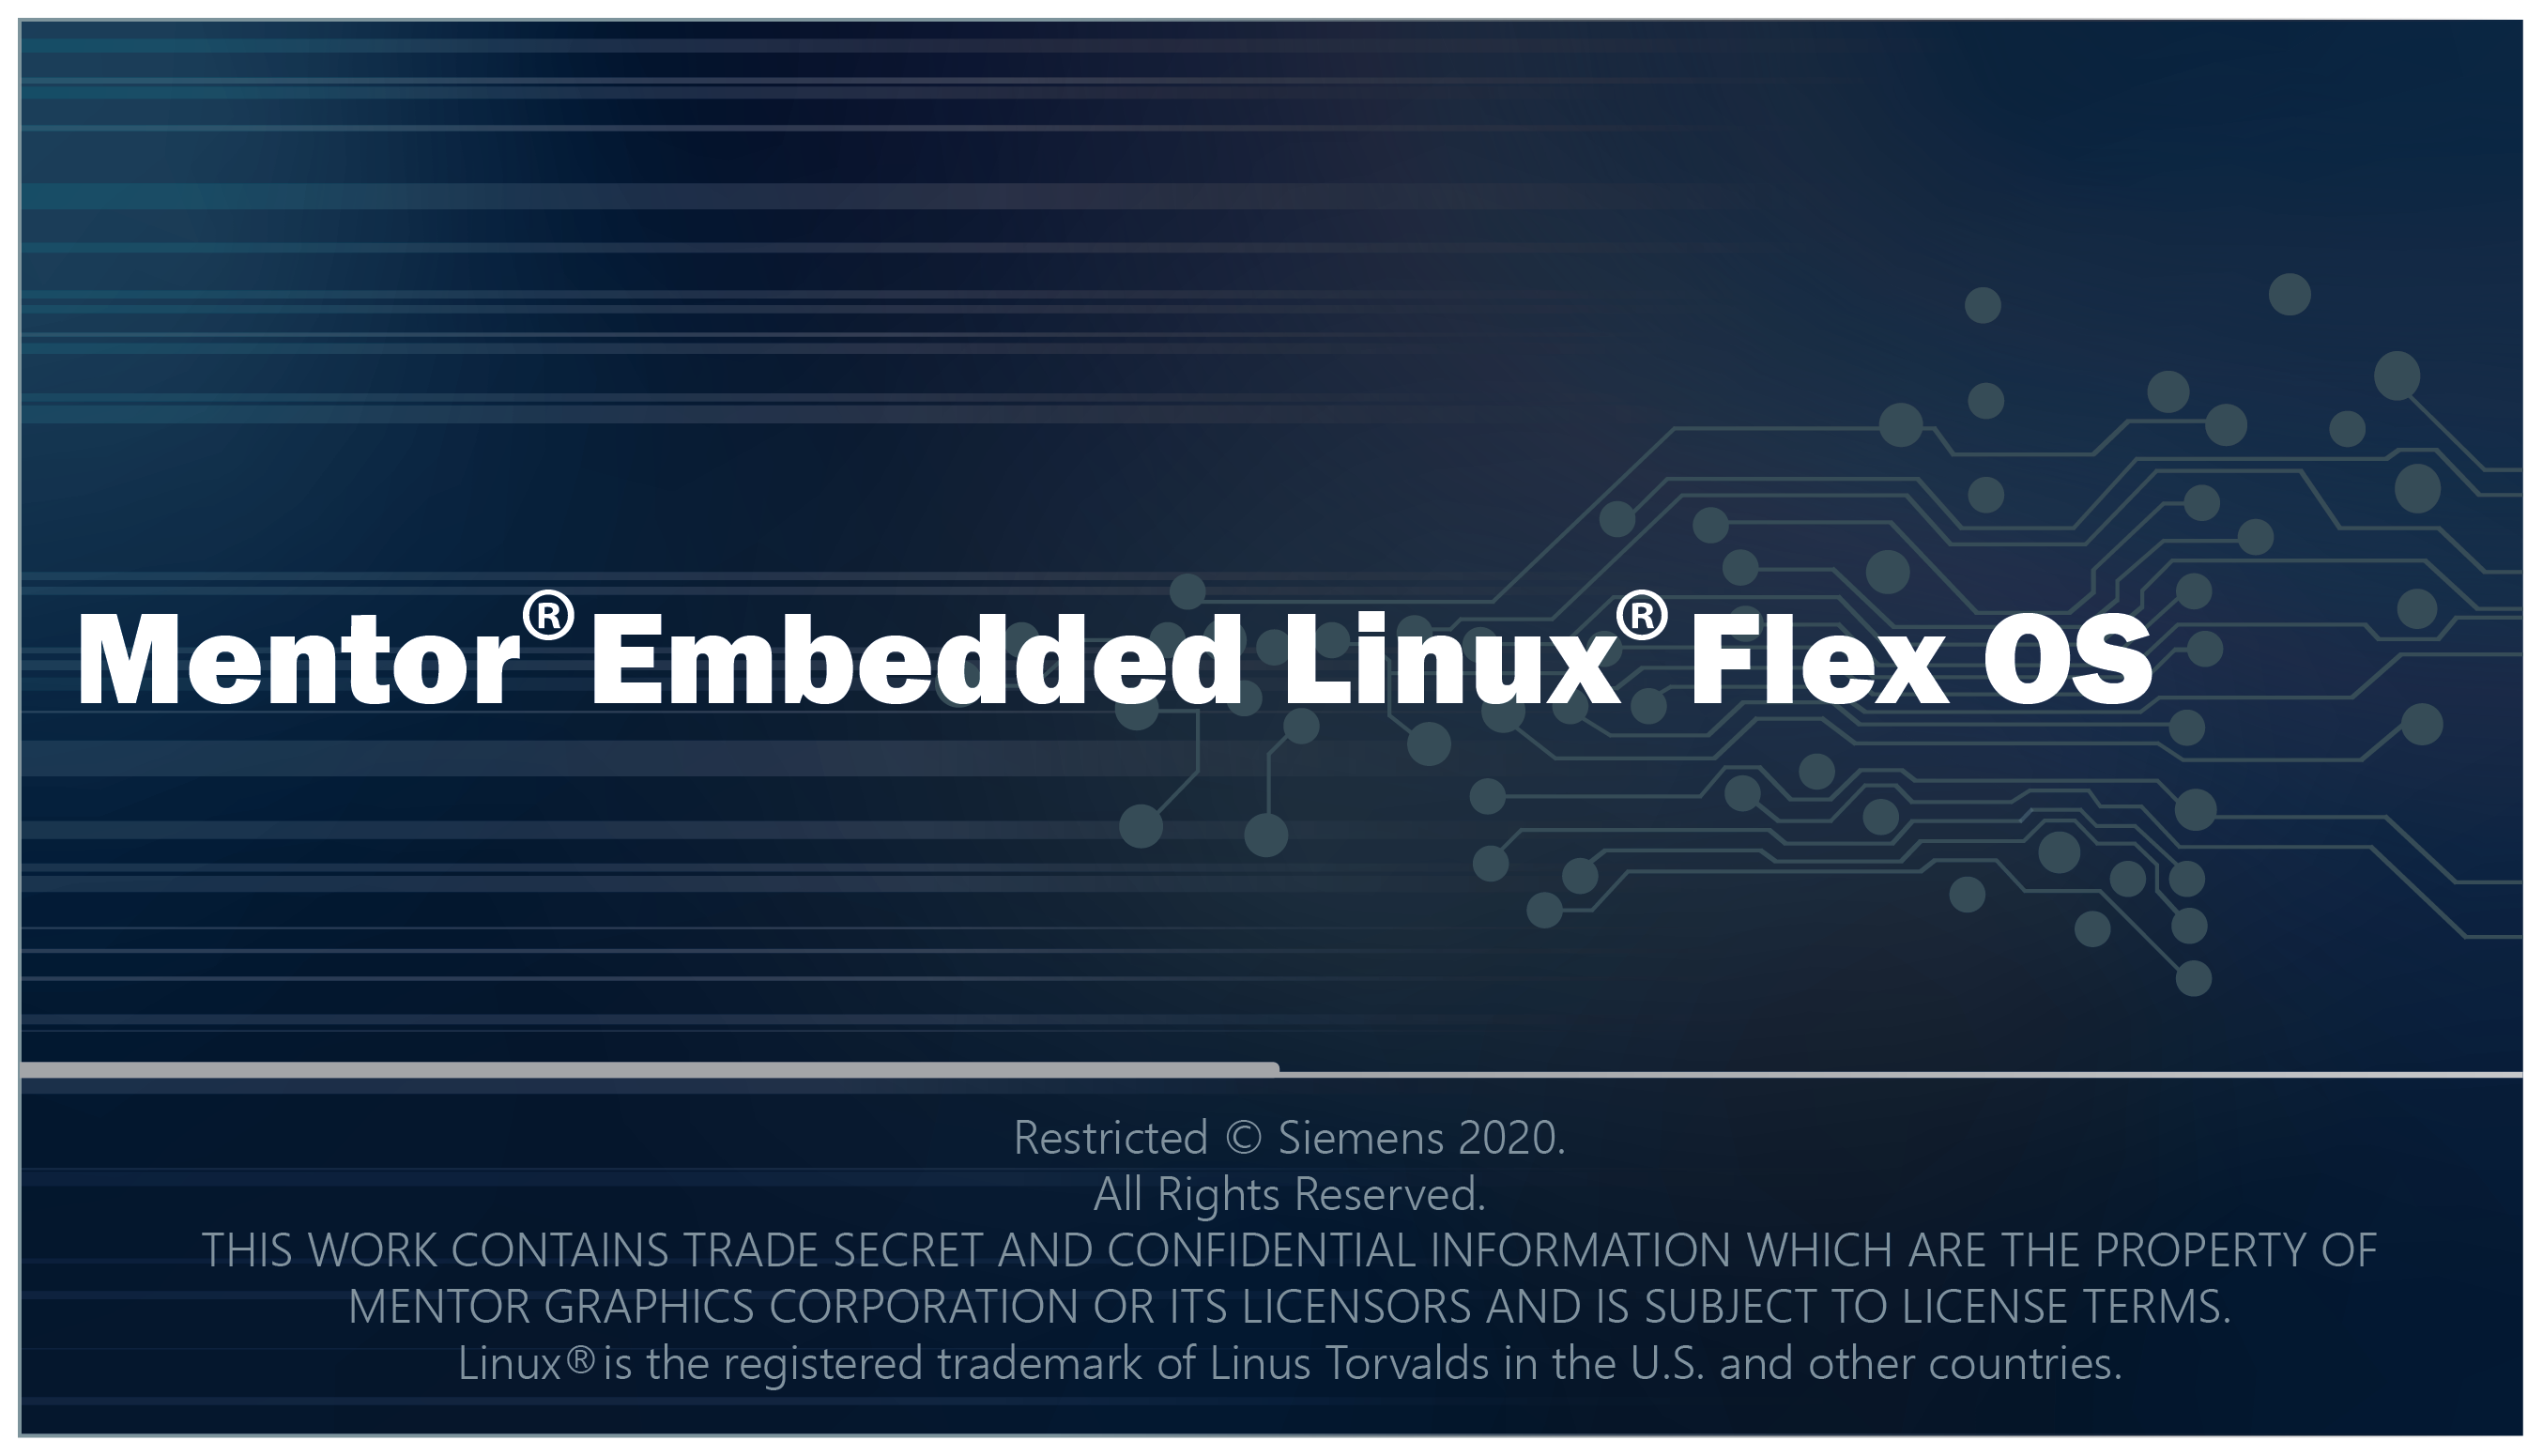 Mentor® Embedded Linux® Flex OS
Restricted © Siemens 2020.
All Rights Reserved.
THIS WORK CONTAINS TRADE SECRET AND CONFIDENTIAL INFORMATION WHICH ARE THE PROPERTY OF
MENTOR GRAPHICS CORPORATION OR ITS LICENSORS AND IS SUBJECT TO LICENSE TERMS.
Linux® is the registered trademark of Linus Torvalds in the U.S. and other countries.